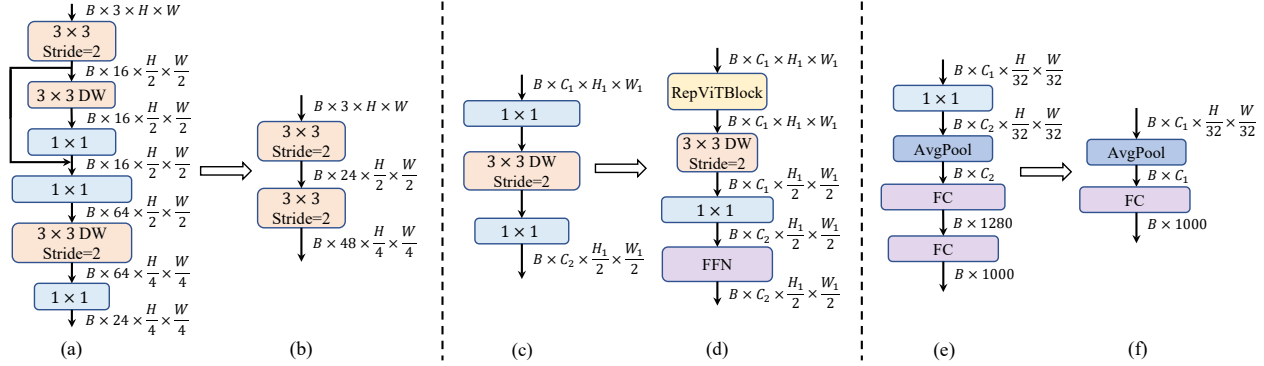 B × 3 × H × W
3 × 3
Stride=2
B × 16 × H/2 × W/2
3 × 3 DW
B × 16 × H/2 × W/2
1 × 1
B × 16 × H/2 × W/2
1 × 1
B × 64 × H/2 × W/2
3 × 3 DW
Stride=2
B × 64 × H/4 × W/4
1 × 1
B × 24 × H/4 × W/4
(a)
B × 3 × H × W
3 × 3
Stride=2
B × 24 × H/2 × W/2
3 × 3
Stride=2
B × 48 × H/4 × W/4
(b)
B × C₁ × H₁ × W₁
1 × 1
3 × 3 DW
Stride=2
1 × 1
B × C₂ × H₁/2 × W₁/2
(c)
B × C₁ × H₁ × W₁
RepViTBlock
B × C₁ × H₁ × W₁
3 × 3 DW
Stride=2
B × C₁ × H₁/2 × W₁/2
1 × 1
B × C₂ × H₁/2 × W₁/2
FFN
B × C₂ × H₁/2 × W₁/2
(d)
B × C₁ × H/32 × W/32
1 × 1
B × C₂ × H/32 × W/32
AvgPool
B × C₂
FC
B × 1280
FC
B × 1000
(e)
B × C₁ × H/32 × W/32
AvgPool
B × C₁
FC
B × 1000
(f)